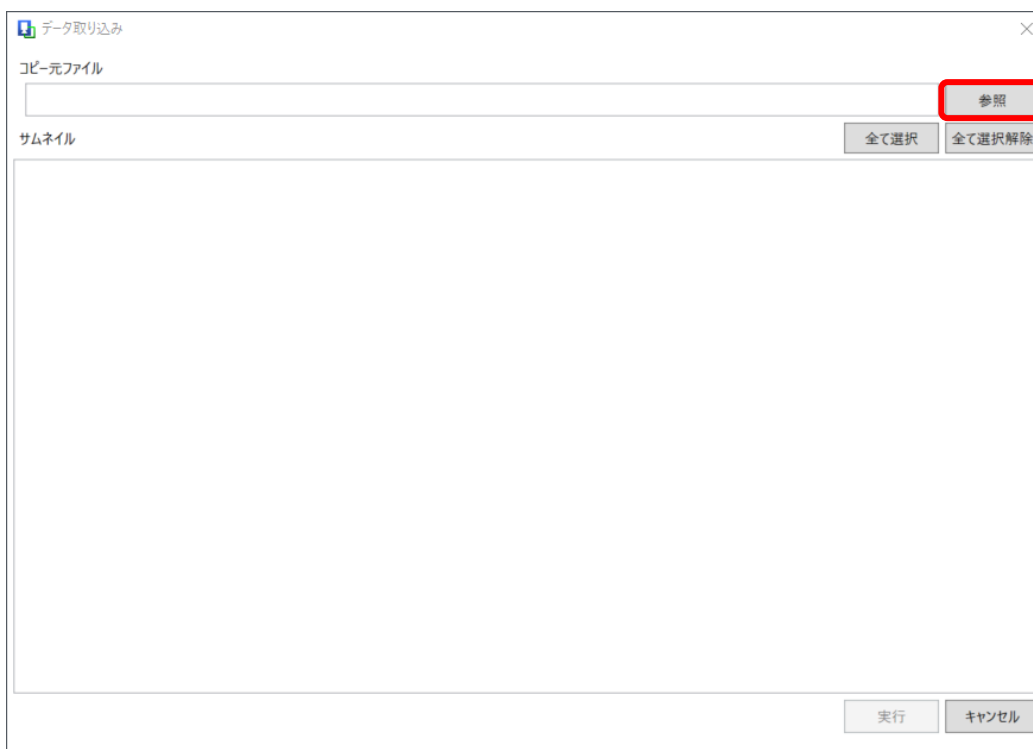 データ取り込み
コピー元ファイル
参照
サムネイル
全て選択
全て選択解除
実行
キャンセル